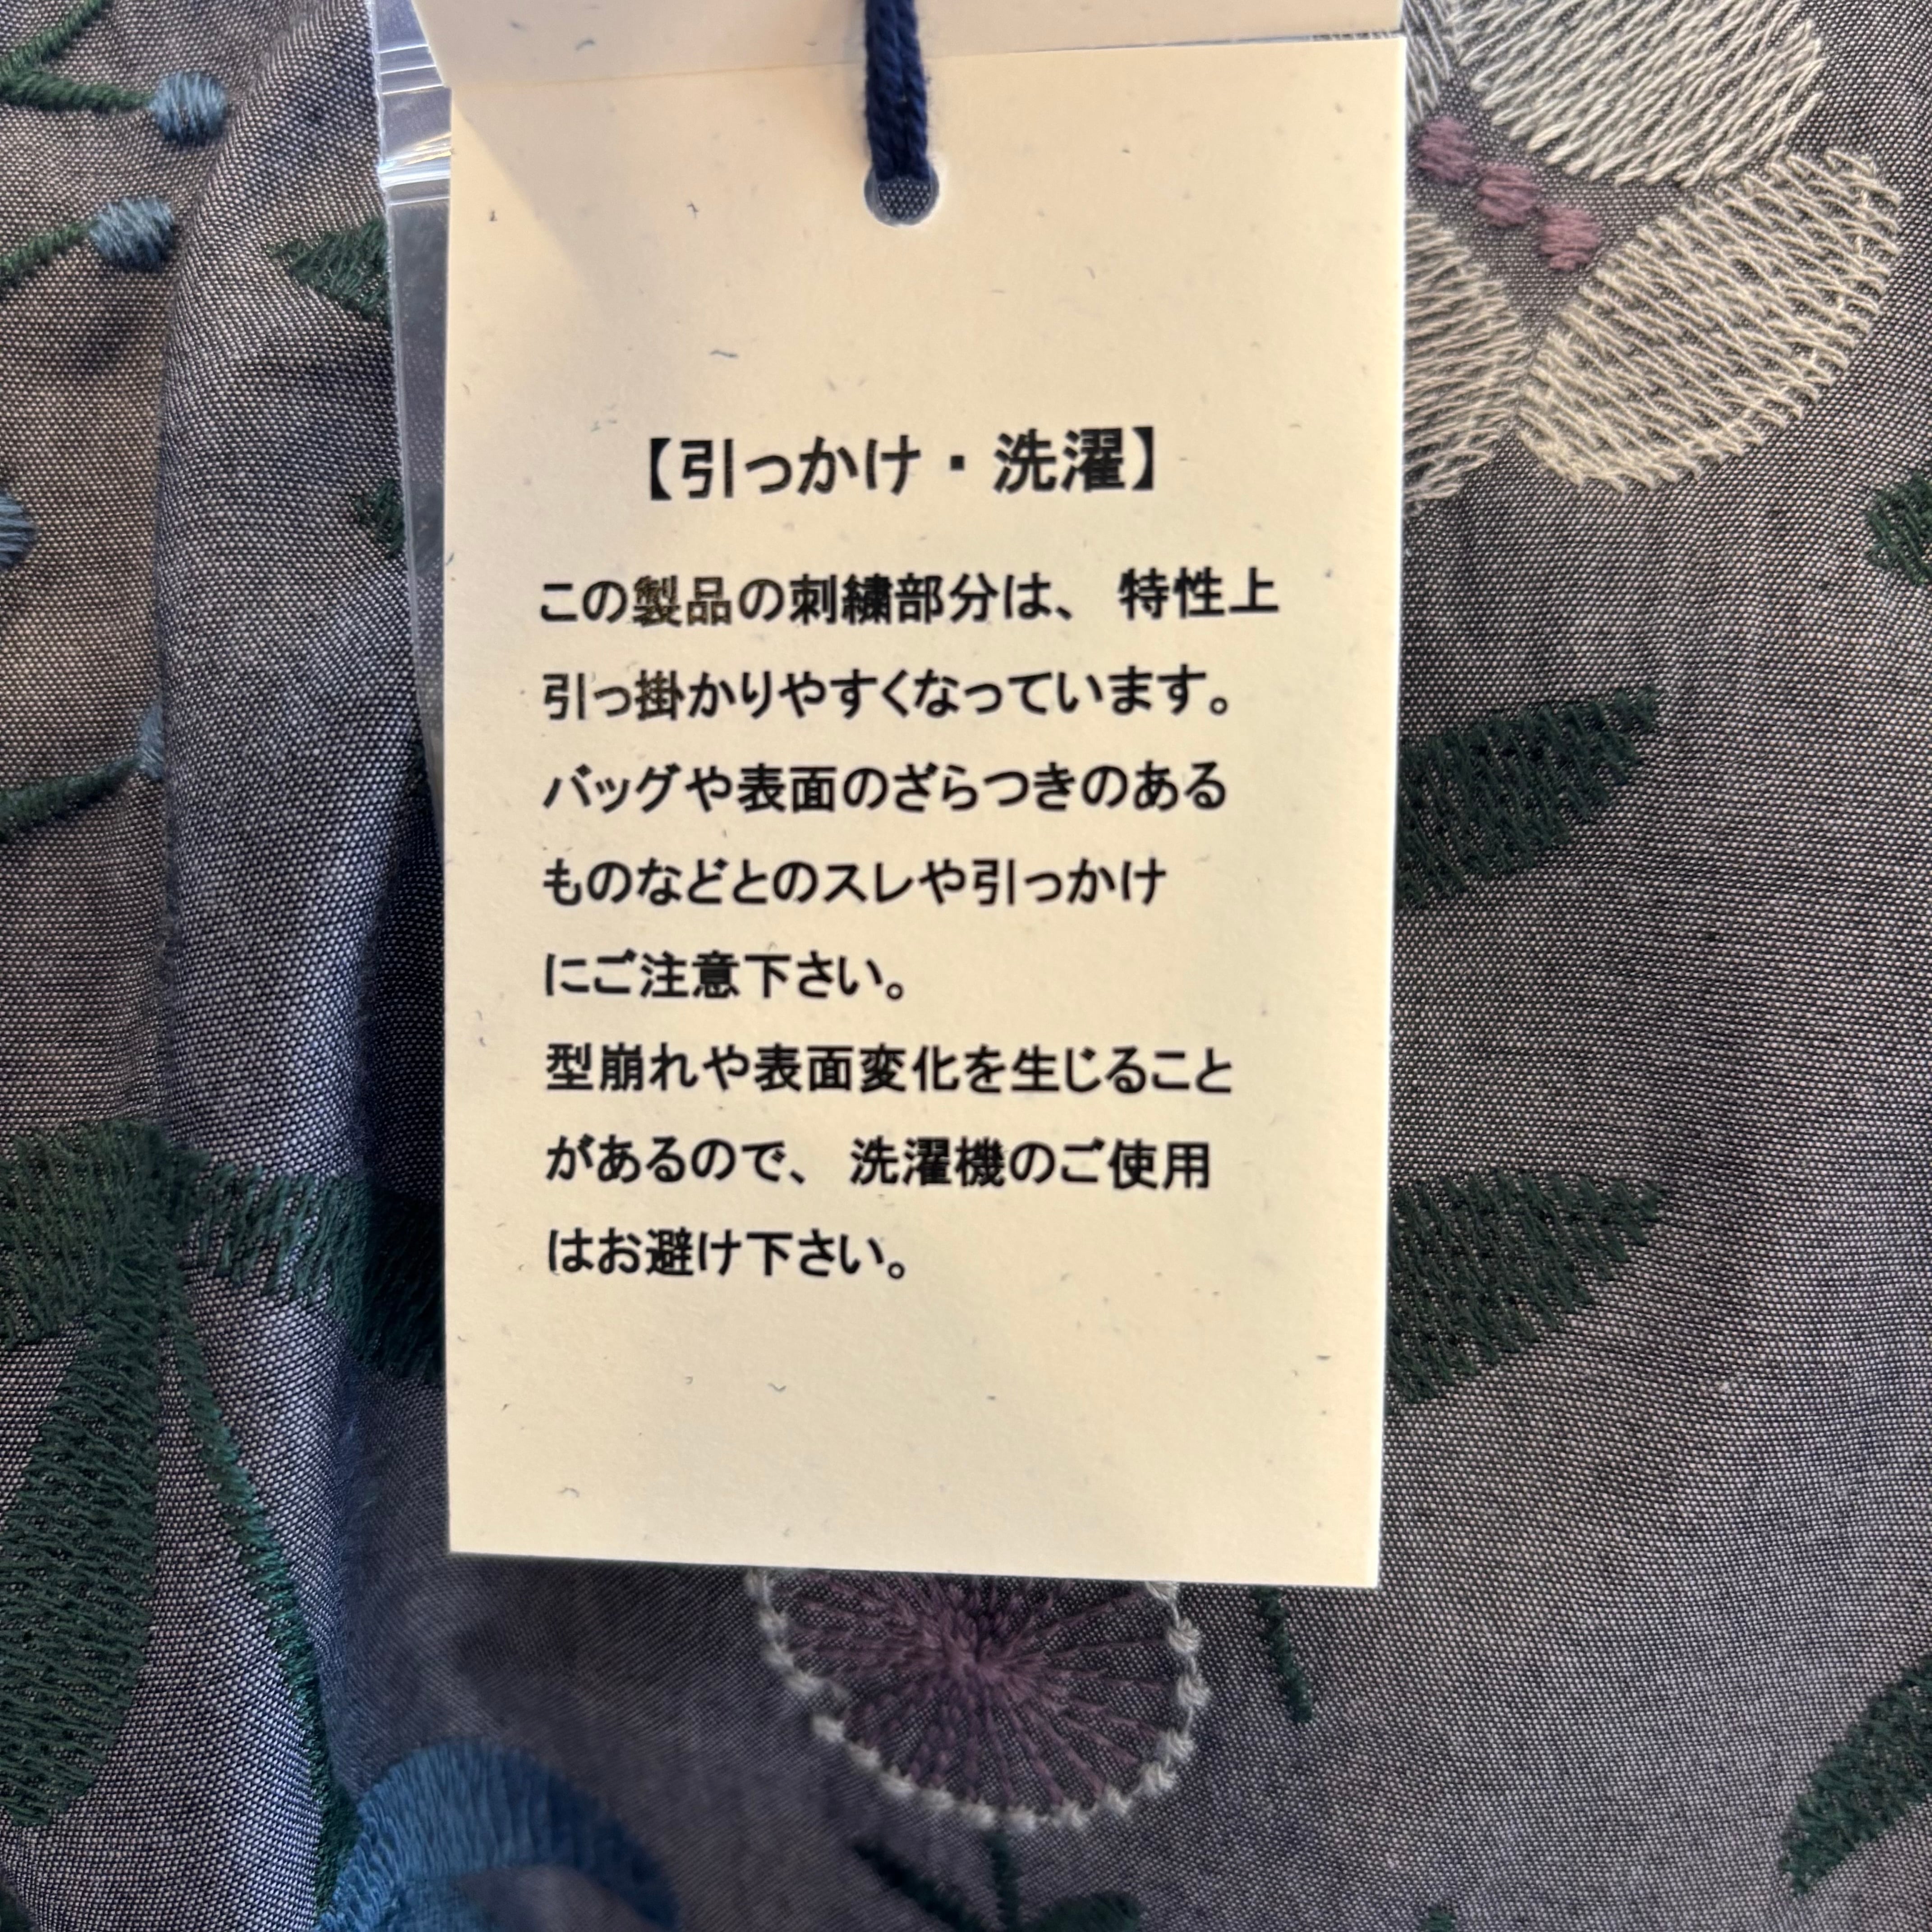 【引っかけ・洗濯】
この製品の刺繍部分は、特性上
引っ掛かりやすくなっています。
バッグや表面のざらつきのある
ものなどとのスレや引っかけ
にご注意下さい。
型崩れや表面変化を生じること
があるので、洗濯機のご使用
はお避け下さい。